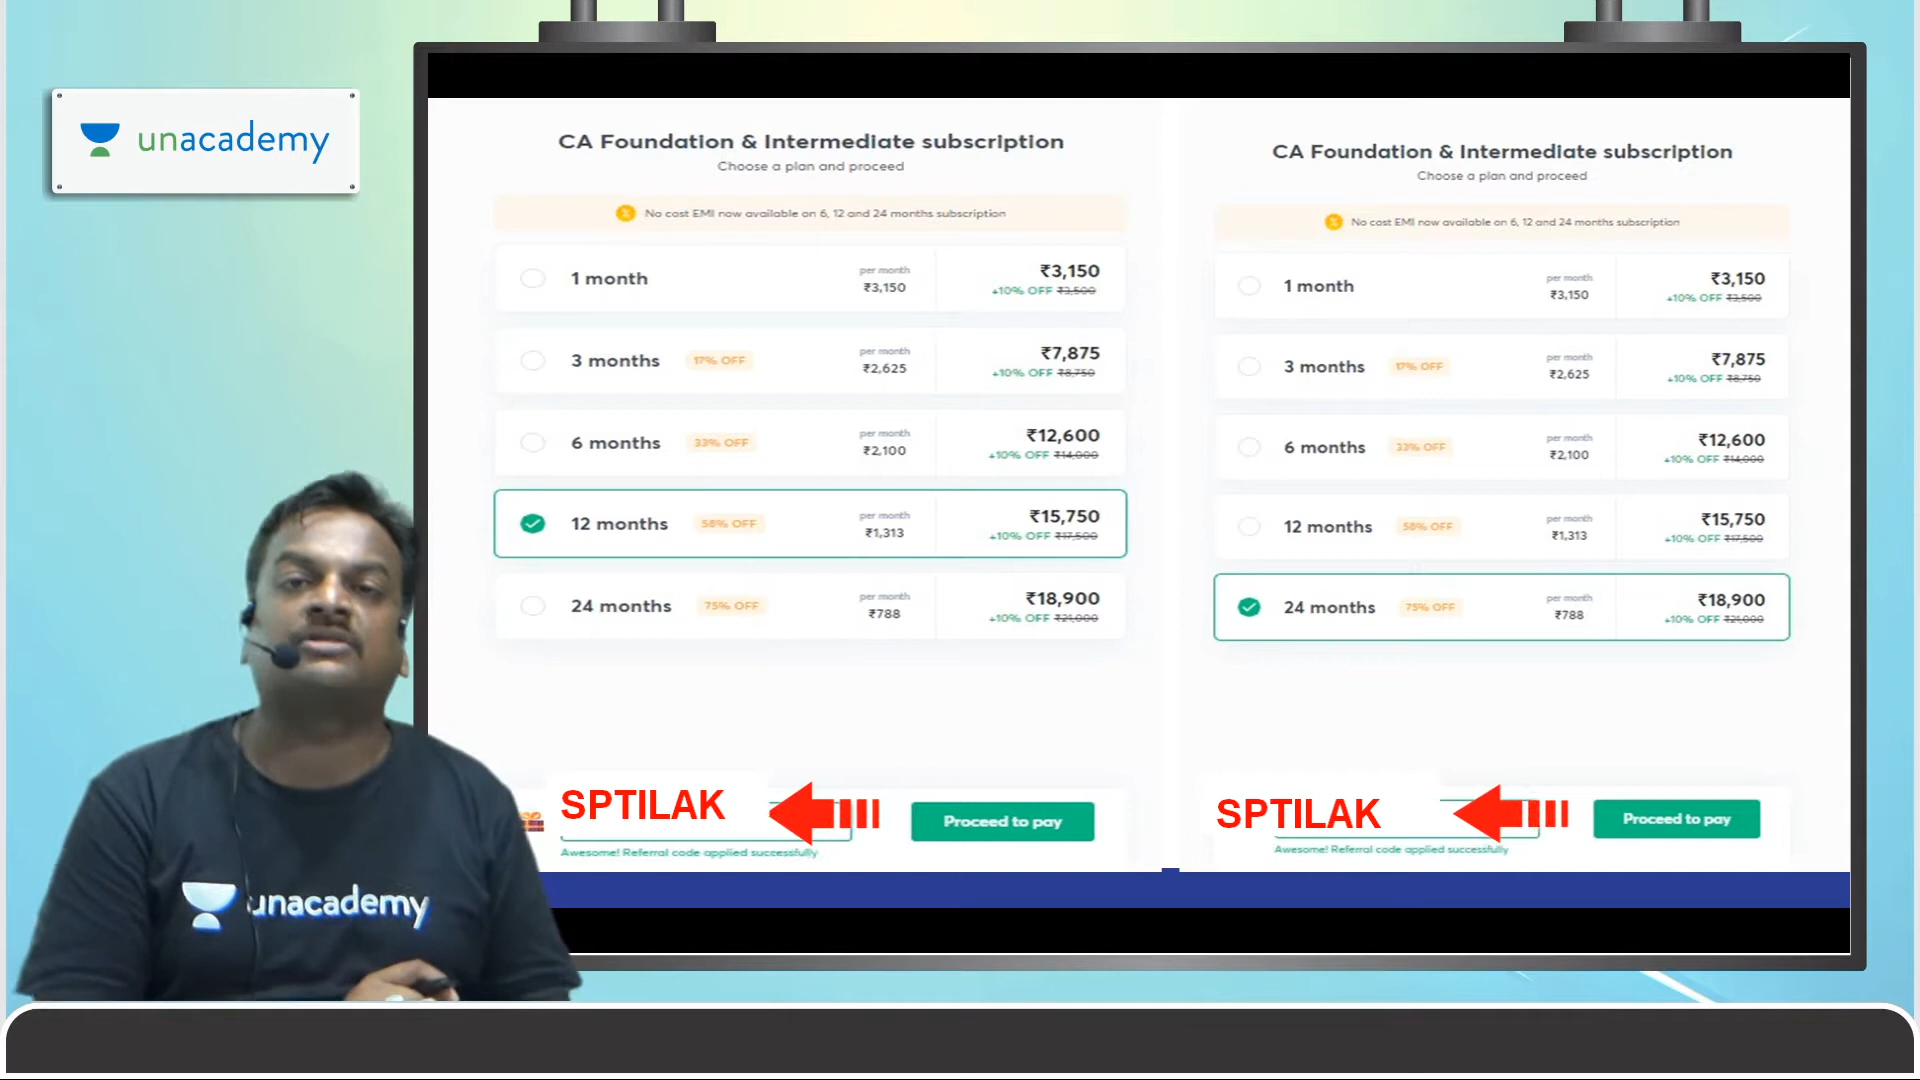 unacademy
CA Foundation & Intermediate subscription
Choose a plan and proceed
No cost EMI now available on 6, 12 and 24 months subscription
1 month
per month
₹3,150
₹3,150
+10% OFF ₹3,500
3 months
17% OFF
per month
₹2,625
₹7,875
+10% OFF ₹8,750
6 months
33% OFF
per month
₹2,100
₹12,600
+10% OFF ₹14,000
12 months
58% OFF
per month
₹1,313
₹15,750
+10% OFF ₹17,500
24 months
75% OFF
per month
₹788
₹18,900
+10% OFF ₹21,000
SPTILAK
Proceed to pay
Awesome! Referral code applied successfully
CA Foundation & Intermediate subscription
Choose a plan and proceed
No cost EMI now available on 6, 12 and 24 months subscription
1 month
per month
₹3,150
₹3,150
+10% OFF ₹3,500
3 months
17% OFF
per month
₹2,625
₹7,875
+10% OFF ₹8,750
6 months
33% OFF
per month
₹2,100
₹12,600
+10% OFF ₹14,000
12 months
58% OFF
per month
₹1,313
₹15,750
+10% OFF ₹17,500
24 months
75% OFF
per month
₹788
₹18,900
+10% OFF ₹21,000
SPTILAK
Proceed to pay
Awesome! Referral code applied successfully
unacademy